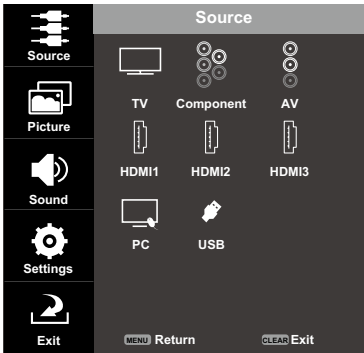 Source
Source
TV Component AV
Picture
HDMI1 HDMI2 HDMI3
Sound
PC USB
Settings
Exit
MENU Return CLEAR Exit